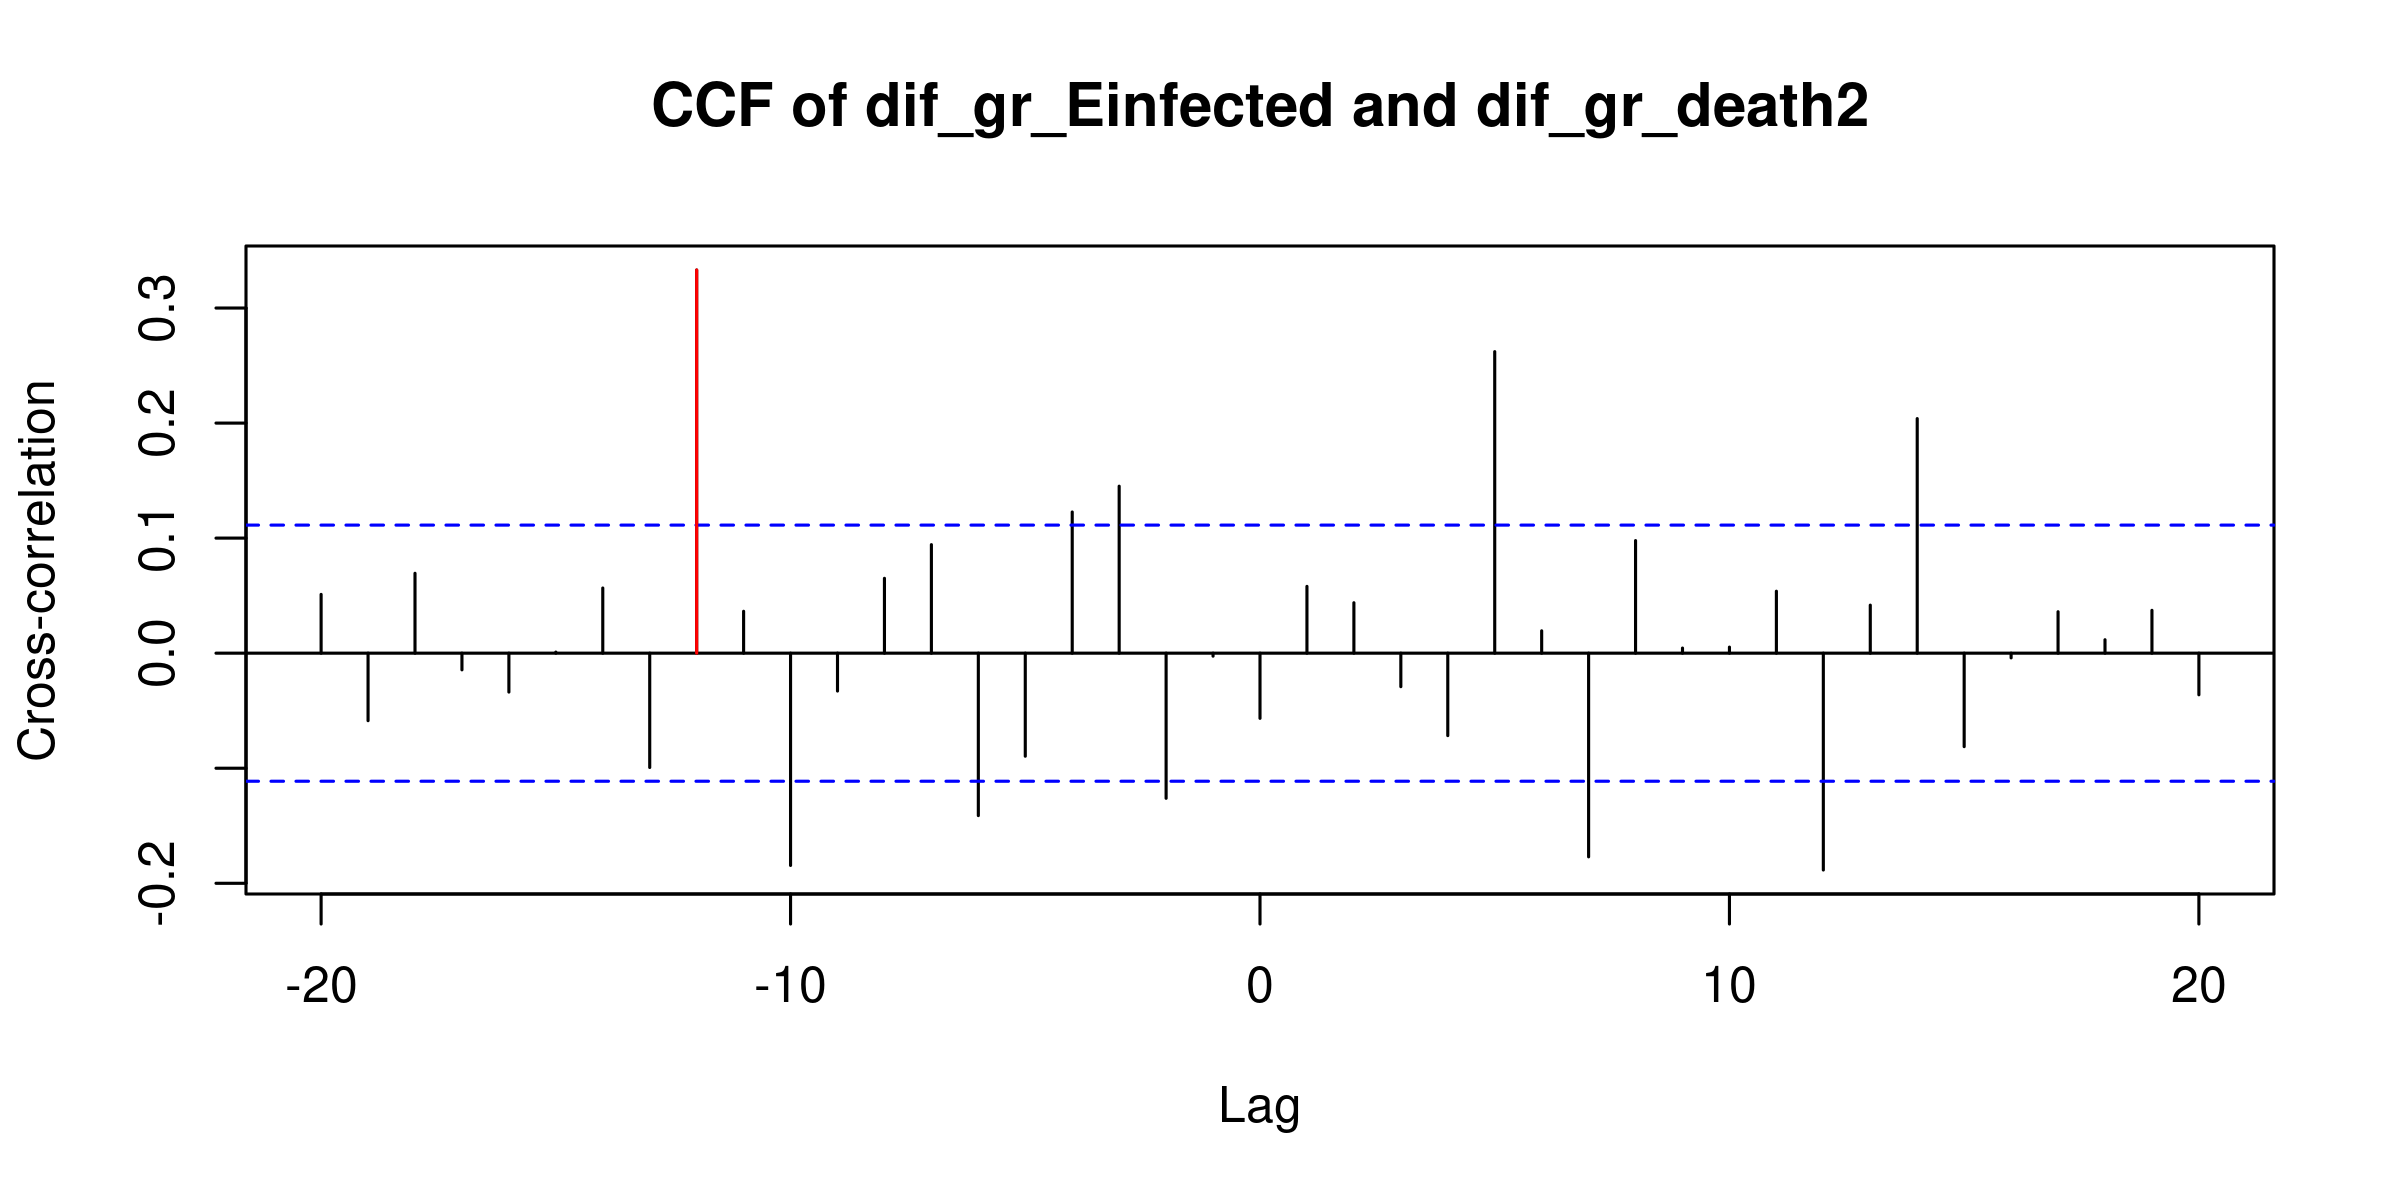 CCF of dif_gr_Einfected and dif_gr_death2
Cross-correlation
0.3
0.2
0.1
0.0
-0.2
-20 -10 0 10 20
Lag